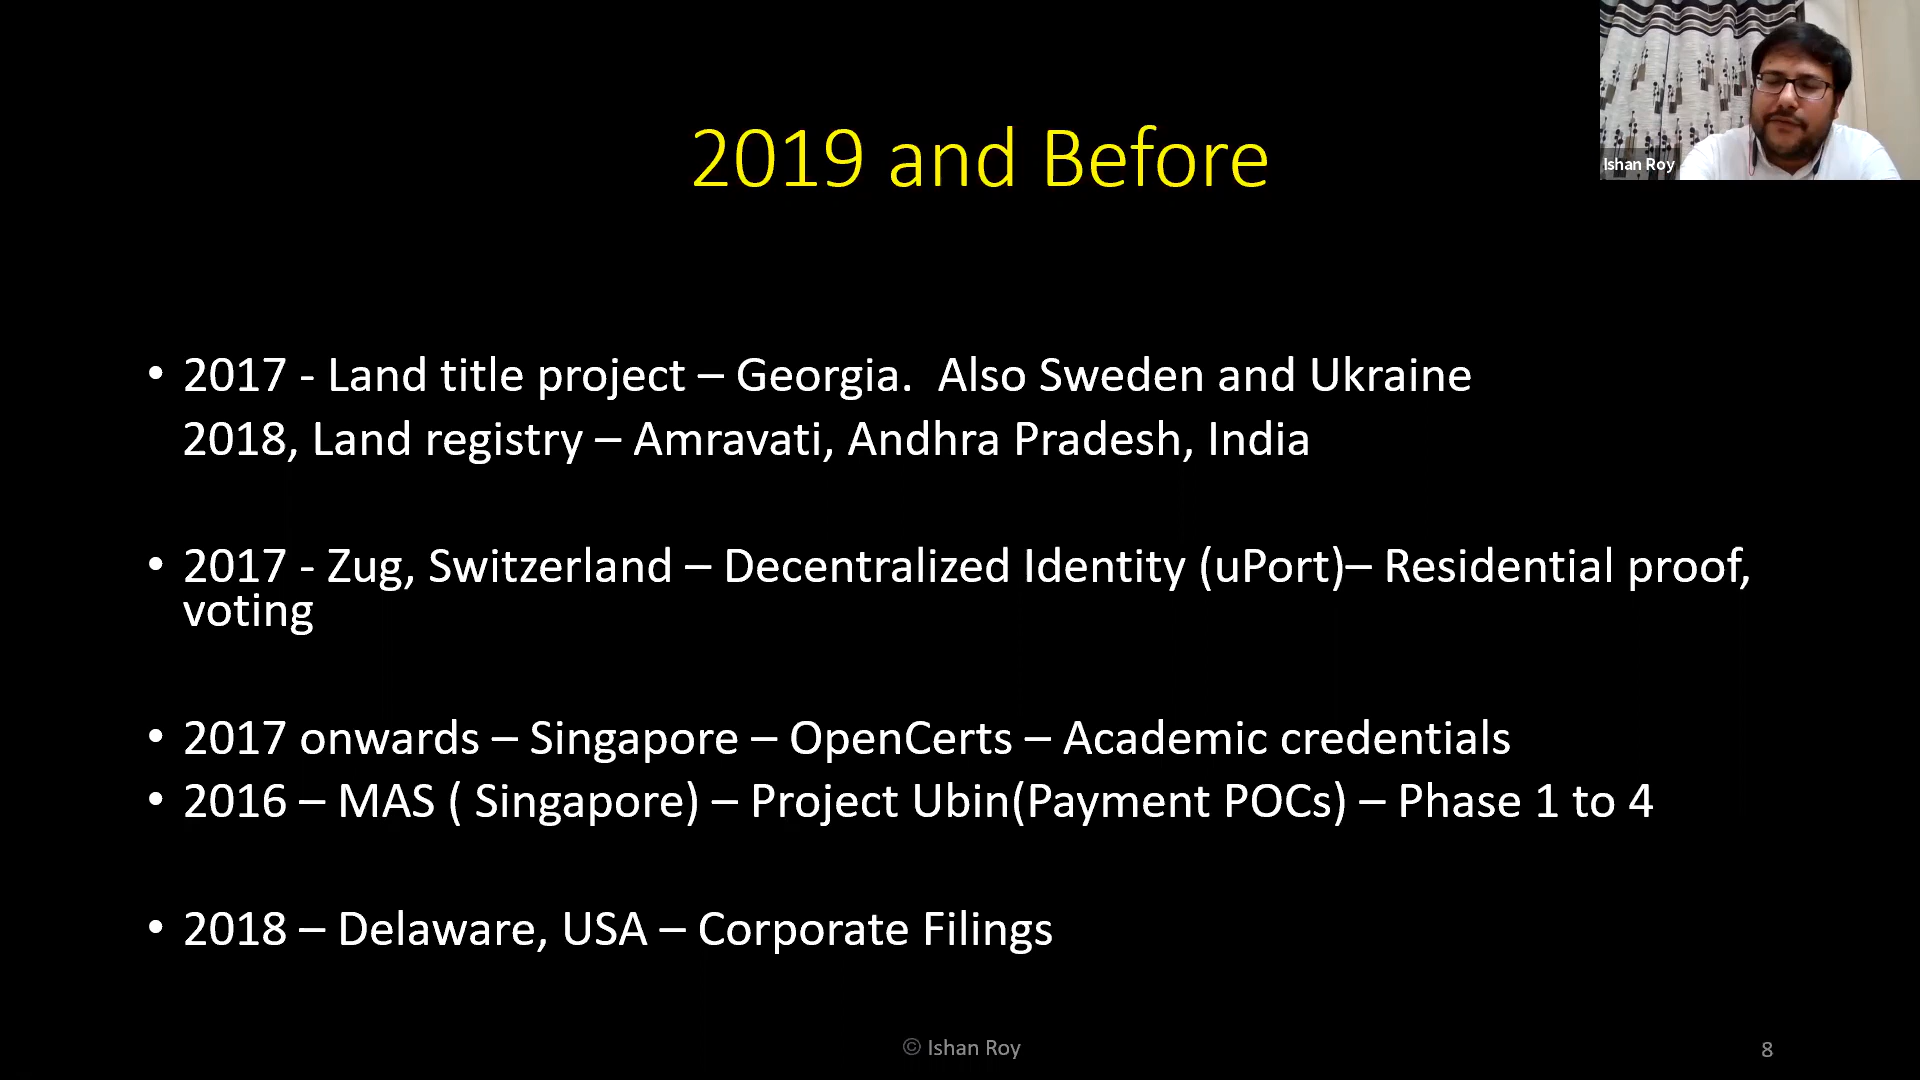 2019 and Before
Ishan Roy
• 2017 - Land title project – Georgia.  Also Sweden and Ukraine
2018, Land registry – Amravati, Andhra Pradesh, India
• 2017 - Zug, Switzerland – Decentralized Identity (uPort)– Residential proof,
voting
• 2017 onwards – Singapore – OpenCerts – Academic credentials
• 2016 – MAS ( Singapore) – Project Ubin(Payment POCs) – Phase 1 to 4
• 2018 – Delaware, USA – Corporate Filings
© Ishan Roy
8